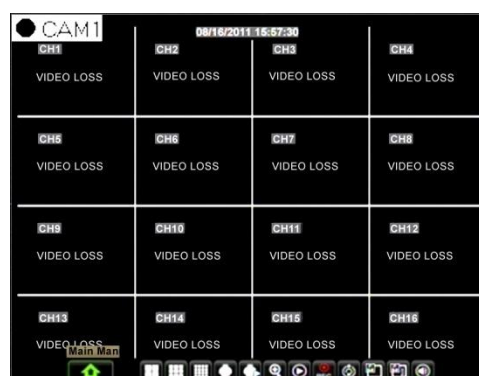 CAM1
08/16/2011 15:57:30
CH1 CH2 CH3 CH4
VIDEO LOSS VIDEO LOSS VIDEO LOSS VIDEO LOSS
CH5 CH6 CH7 CH8
VIDEO LOSS VIDEO LOSS VIDEO LOSS VIDEO LOSS
CH9 CH10 CH11 CH12
VIDEO LOSS VIDEO LOSS VIDEO LOSS VIDEO LOSS
CH13 CH14 CH15 CH16
VIDEO LOSS VIDEO LOSS VIDEO LOSS VIDEO LOSS
Main Man